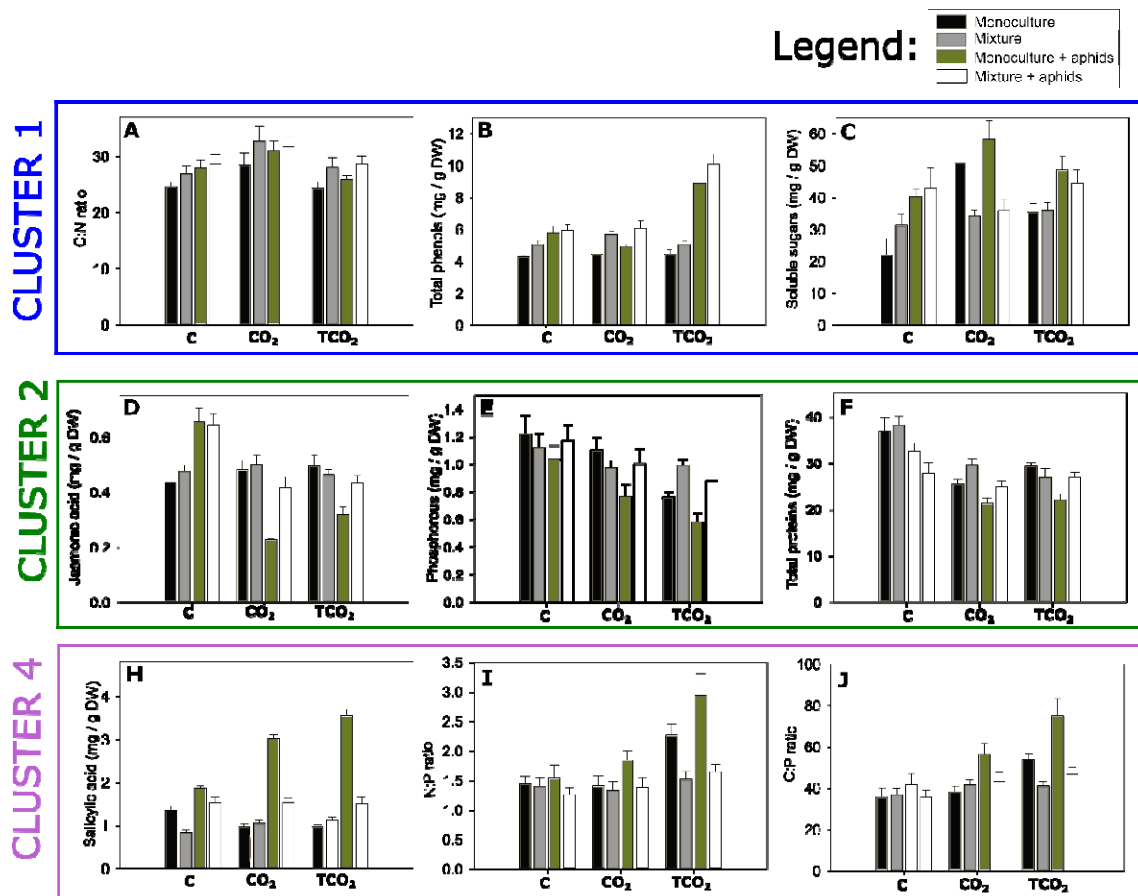 Legend:
Monoculture
Mixture
Monoculture + aphids
Mixture + aphids
CLUSTER 1
A
C:N ratio
30
20
10
0
C CO₂ TCO₂
B
Total phenols (mg / g DW)
12
10
8
6
4
2
0
C CO₂ TCO₂
C
Soluble sugars (mg / g DW)
60
50
40
30
20
10
0
C CO₂ TCO₂
CLUSTER 2
D
Jasmonic acid (mg / g DW)
0.6
0.4
0.2
0.0
C CO₂ TCO₂
E
Phosphorous (mg / g DW)
1.4
1.2
1.0
0.8
0.6
0.4
0.2
0.0
C CO₂ TCO₂
F
Total proteins (mg / g DW)
40
30
20
10
0
C CO₂ TCO₂
CLUSTER 4
H
Salicylic acid (mg / g DW)
4
3
2
1
0
C CO₂ TCO₂
I
N:P ratio
3.5
3.0
2.5
2.0
1.5
1.0
0.5
0.0
C CO₂ TCO₂
J
C:P ratio
100
80
60
40
20
0
C CO₂ TCO₂